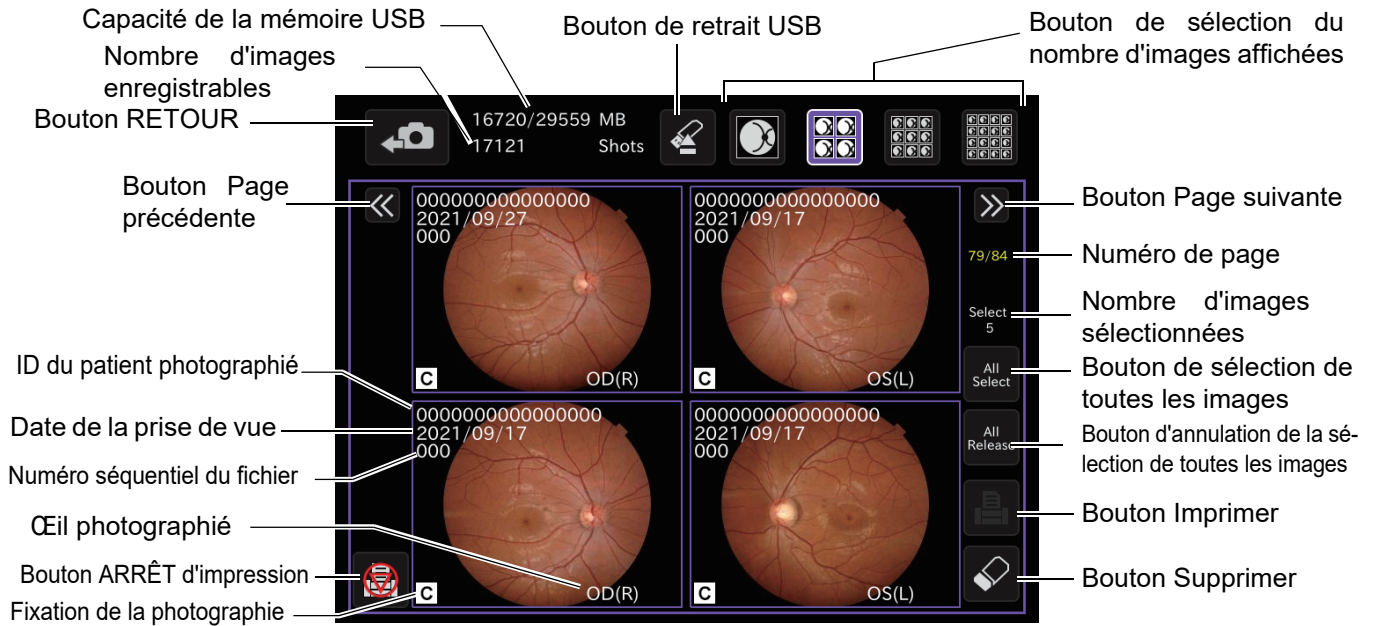 Capacité de la mémoire USB
Nombre d'images
enregistrables
Bouton RETOUR
Bouton de retrait USB
Bouton de sélection du
nombre d'images affichées
16720/29559 MB
17121 Shots
Bouton Page
précédente
0000000000000000
2021/09/27
000
C
OD(R)
0000000000000000
2021/09/17
000
C
OS(L)
Bouton Page suivante
79/84
Numéro de page
Select
5
Nombre d'images
sélectionnées
All
Select
Bouton de sélection de
toutes les images
All
Release
Bouton d'annulation de la sé-
lection de toutes les images
ID du patient photographié
Date de la prise de vue
Numéro séquentiel du fichier
Œil photographié
Bouton ARRÊT d'impression
Fixation de la photographie
0000000000000000
2021/09/17
000
C
OD(R)
0000000000000000
2021/09/17
000
C
OS(L)
Bouton Imprimer
Bouton Supprimer